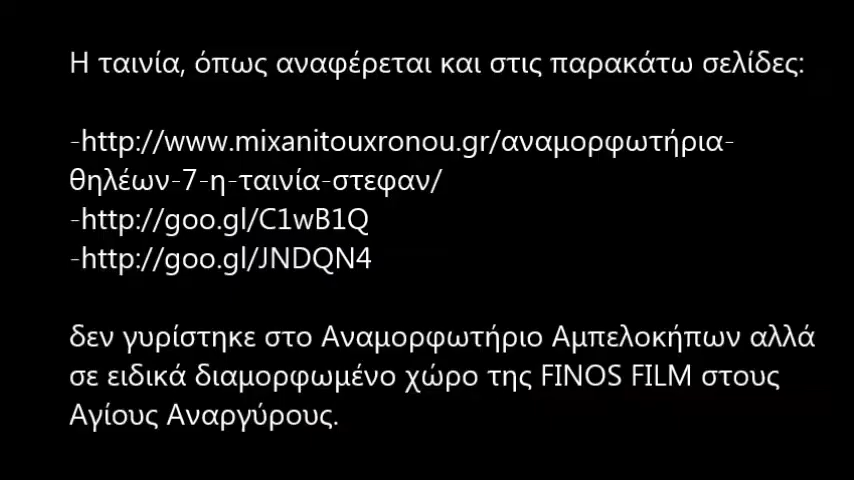 Η ταινία, όπως αναφέρεται και στις παρακάτω σελίδες:
-http://www.mixanitouxronou.gr/αναμορφωτήρια-
θηλέων-7-η-ταινία-στεφαν/
-http://goo.gl/C1wB1Q
-http://goo.gl/JNDQN4
δεν γυρίστηκε στο Αναμορφωτήριο Αμπελοκήπων αλλά
σε ειδικά διαμορφωμένο χώρο της FINOS FILM στους
Αγίους Αναργύρους.